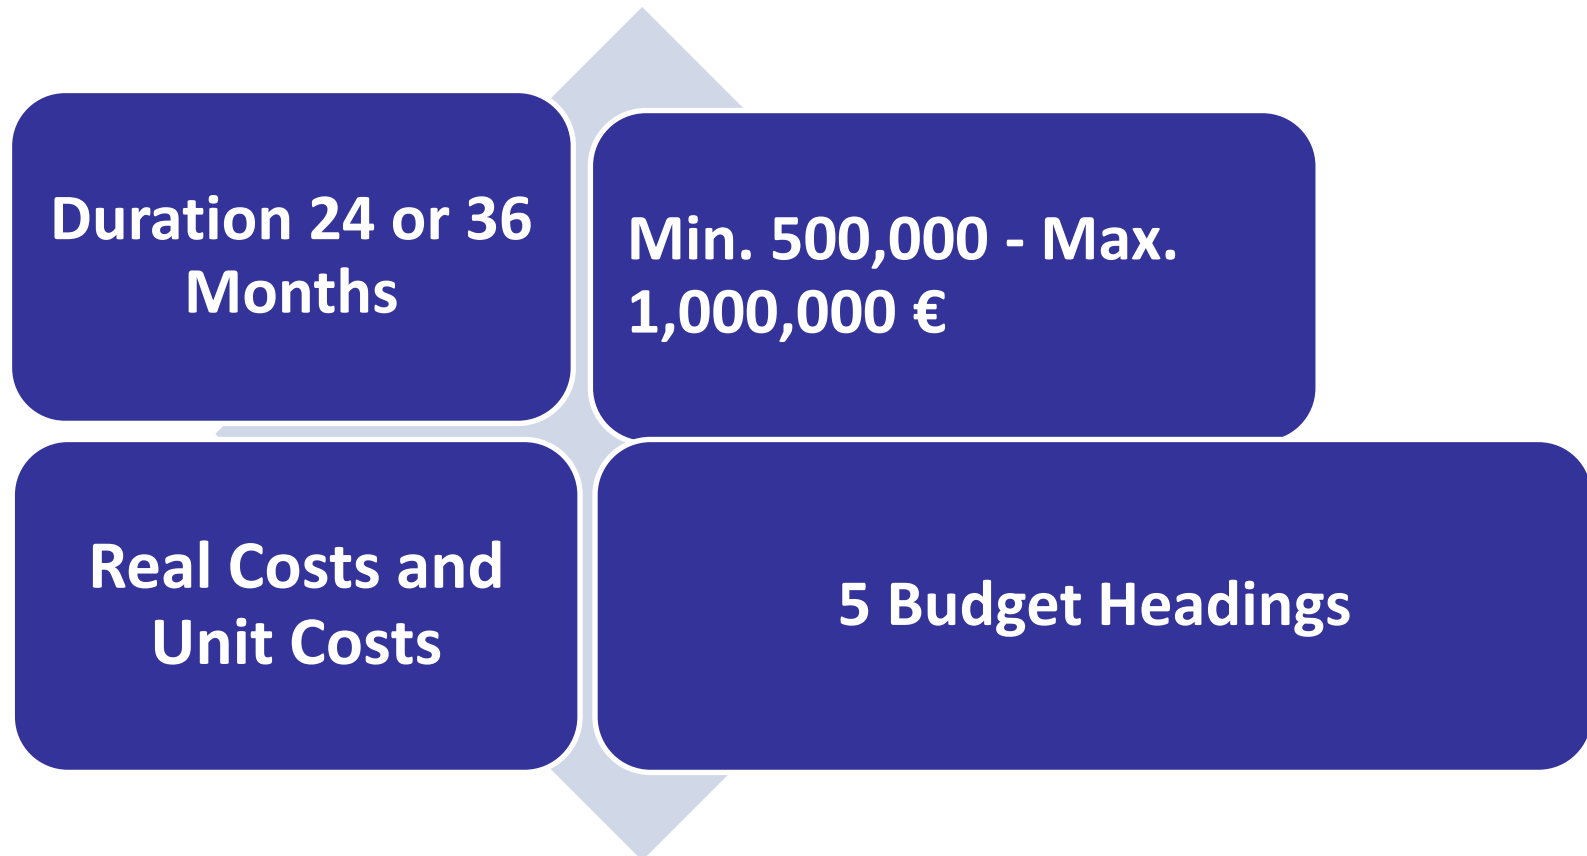 Duration 24 or 36
Months
Min. 500,000 - Max.
1,000,000 €
Real Costs and
Unit Costs
5 Budget Headings